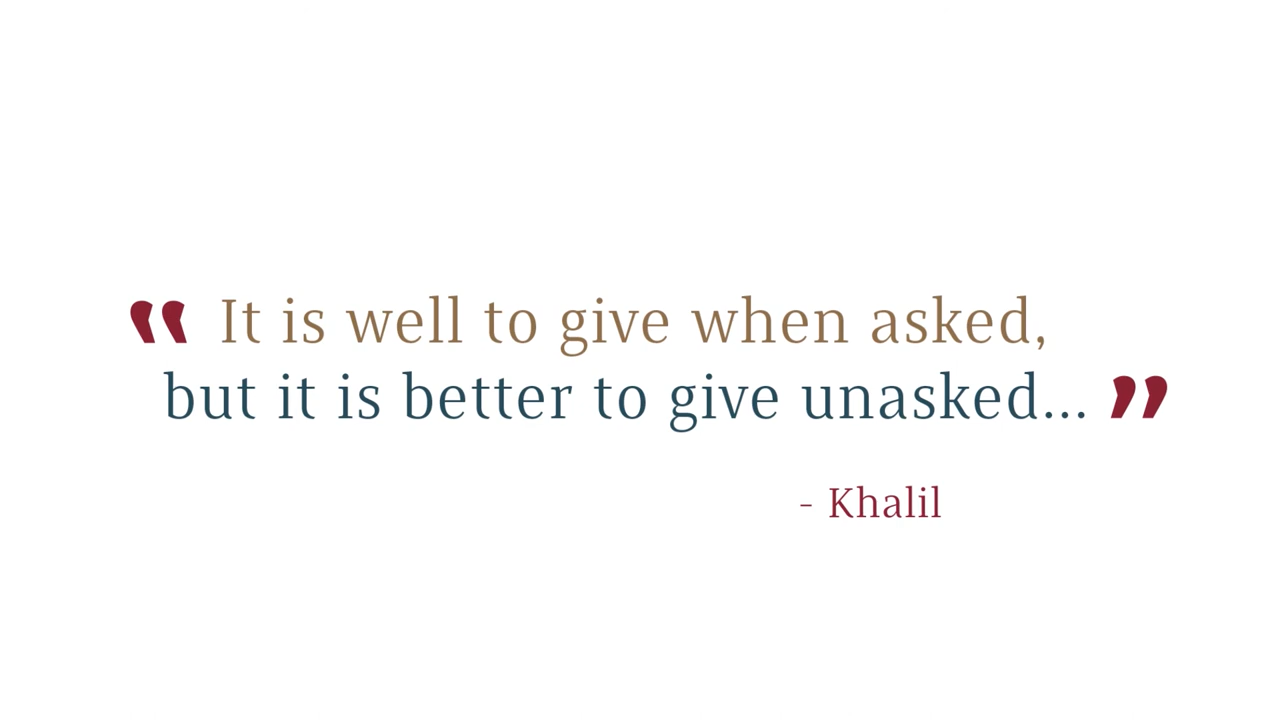 “ It is well to give when asked,
but it is better to give unasked... ”
- Khalil